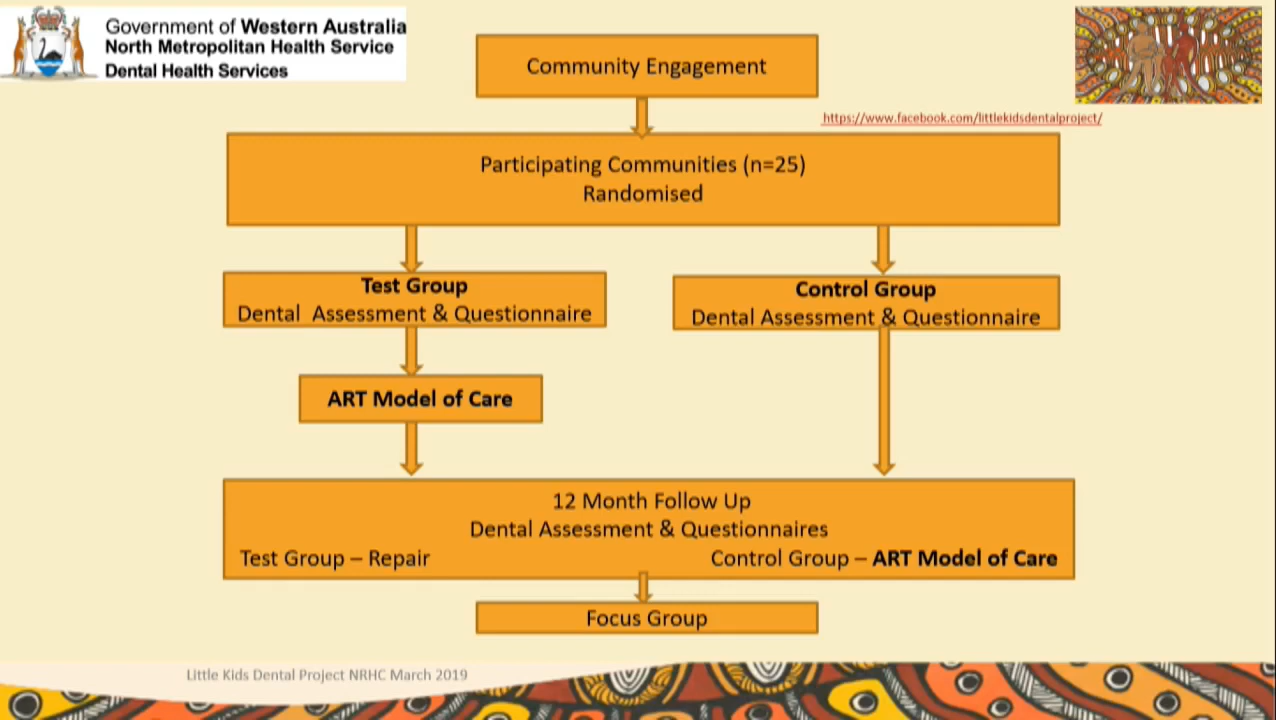 Government of Western Australia
North Metropolitan Health Service
Dental Health Services
Community Engagement
https://www.facebook.com/littlekidsdentalproject/
Participating Communities (n=25)
Randomised
Test Group
Dental Assessment & Questionnaire
Control Group
Dental Assessment & Questionnaire
ART Model of Care
12 Month Follow Up
Dental Assessment & Questionnaires
Test Group – Repair
Control Group – ART Model of Care
Focus Group
Little Kids Dental Project NRHC March 2019